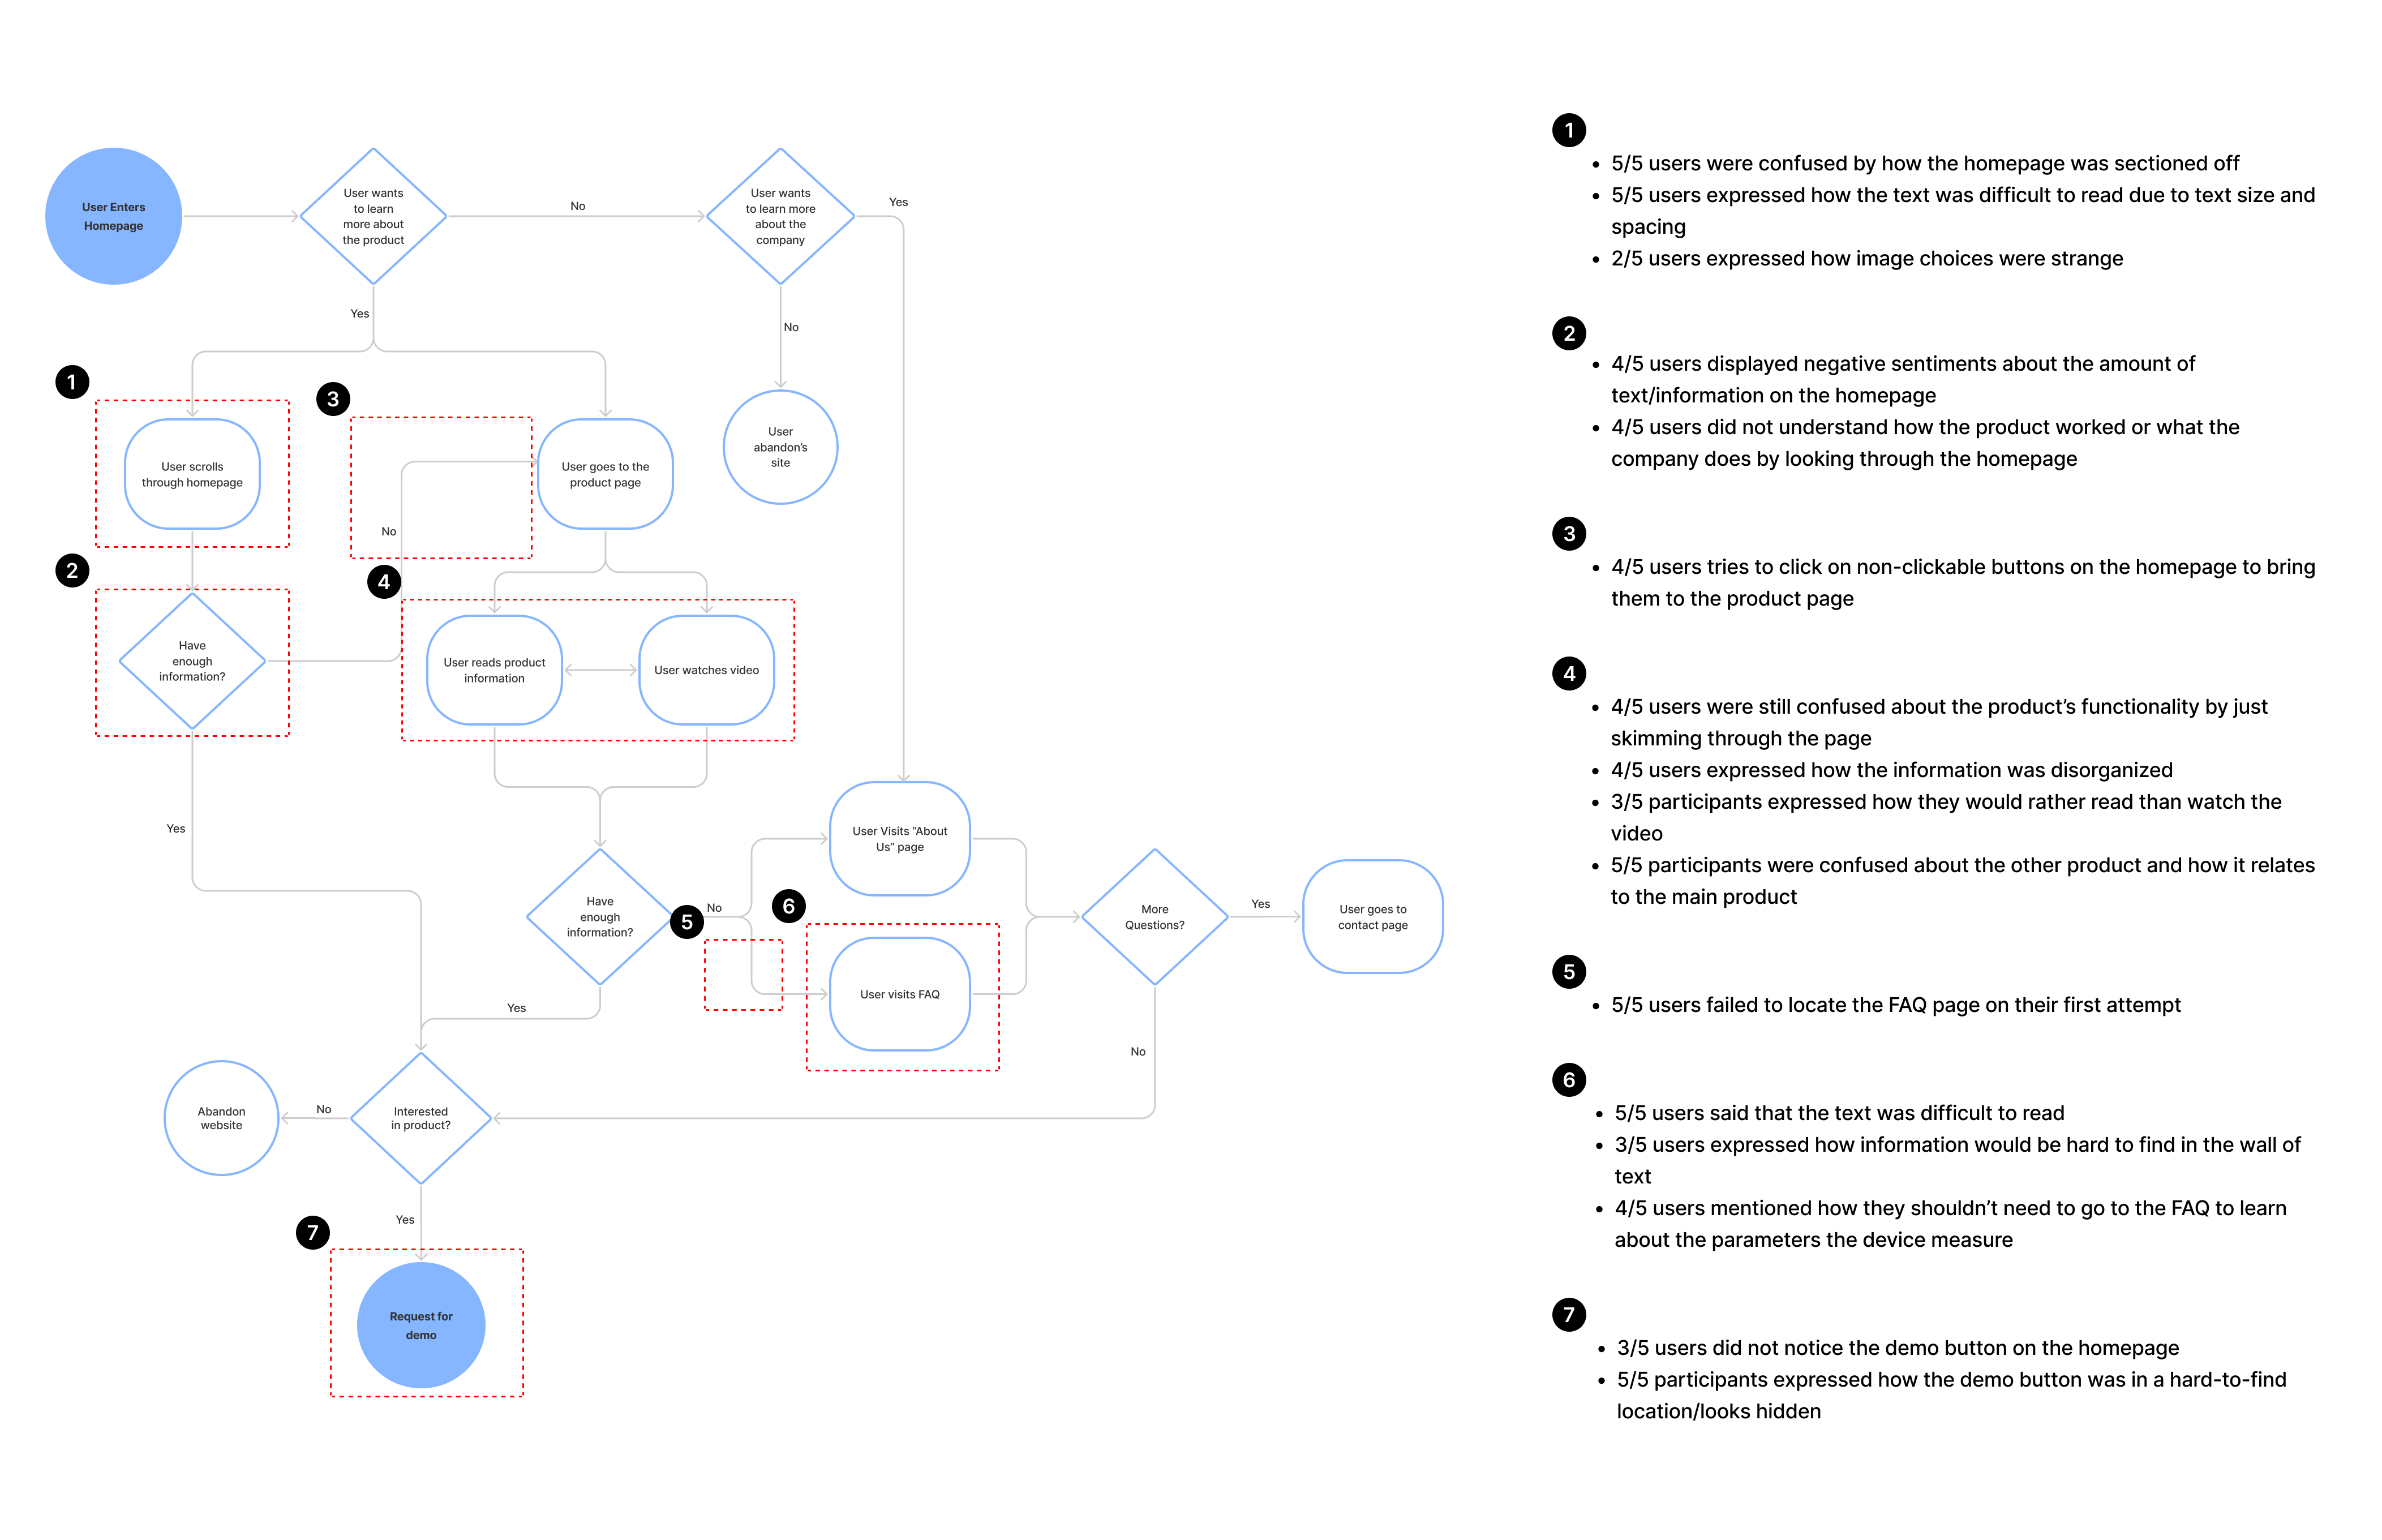 User Enters
Homepage
User wants
to learn
more about
the product
No
User wants
to learn more
about the
company
Yes
Yes
No
1
3
User scrolls
through homepage
User goes to the
product page
User
abandon's
site
No
2
4
Have
enough
information?
User reads product
information
User watches video
Yes
User Visits “About
Us” page
Have
enough
information?
5
No
6
More
Questions?
Yes
User goes to
contact page
User visits FAQ
Yes
No
Abandon
website
No
Interested
in product?
Yes
7
Request for
demo
1
• 5/5 users were confused by how the homepage was sectioned off
• 5/5 users expressed how the text was difficult to read due to text size and
spacing
• 2/5 users expressed how image choices were strange
2
• 4/5 users displayed negative sentiments about the amount of
text/information on the homepage
• 4/5 users did not understand how the product worked or what the
company does by looking through the homepage
3
• 4/5 users tries to click on non-clickable buttons on the homepage to bring
them to the product page
4
• 4/5 users were still confused about the product’s functionality by just
skimming through the page
• 4/5 users expressed how the information was disorganized
• 3/5 participants expressed how they would rather read than watch the
video
• 5/5 participants were confused about the other product and how it relates
to the main product
5
• 5/5 users failed to locate the FAQ page on their first attempt
6
• 5/5 users said that the text was difficult to read
• 3/5 users expressed how information would be hard to find in the wall of
text
• 4/5 users mentioned how they shouldn’t need to go to the FAQ to learn
about the parameters the device measure
7
• 3/5 users did not notice the demo button on the homepage
• 5/5 participants expressed how the demo button was in a hard-to-find
location/looks hidden